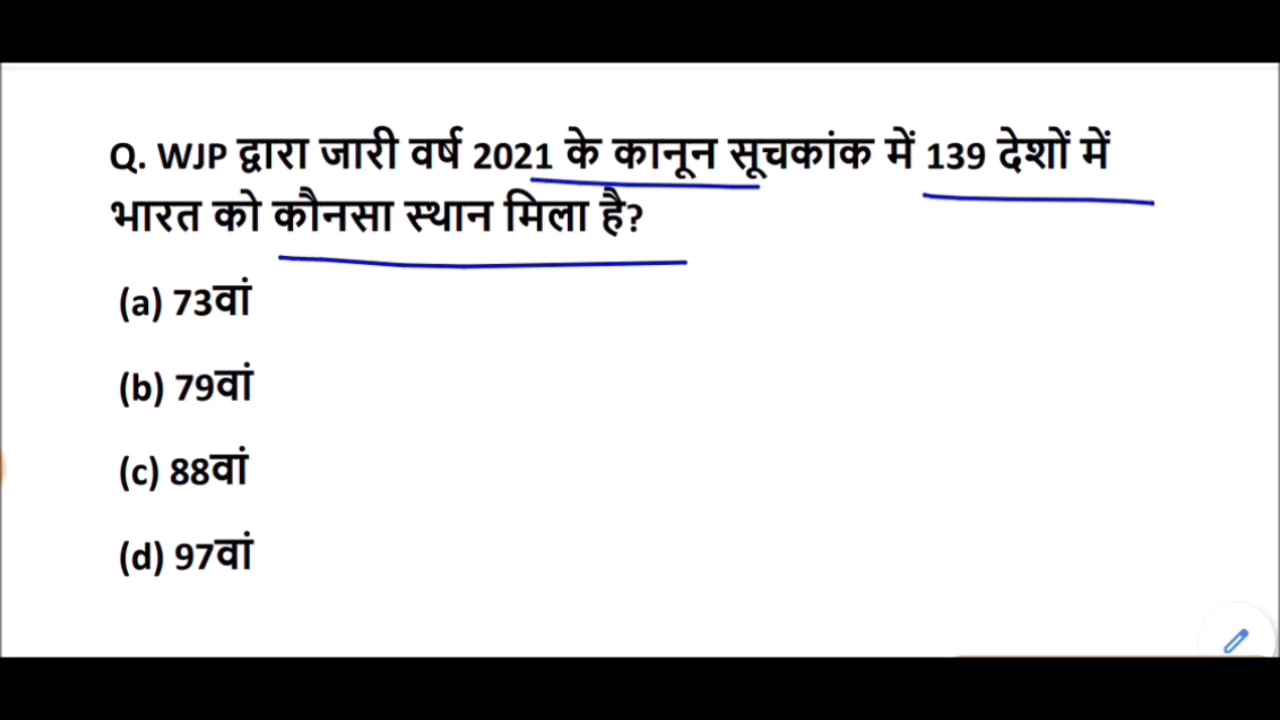 Q. WJP द्वारा जारी वर्ष 2021 के कानून सूचकांक में 139 देशों में
भारत को कौनसा स्थान मिला है?
(a) 73वां
(b) 79वां
(c) 88वां
(d) 97वां